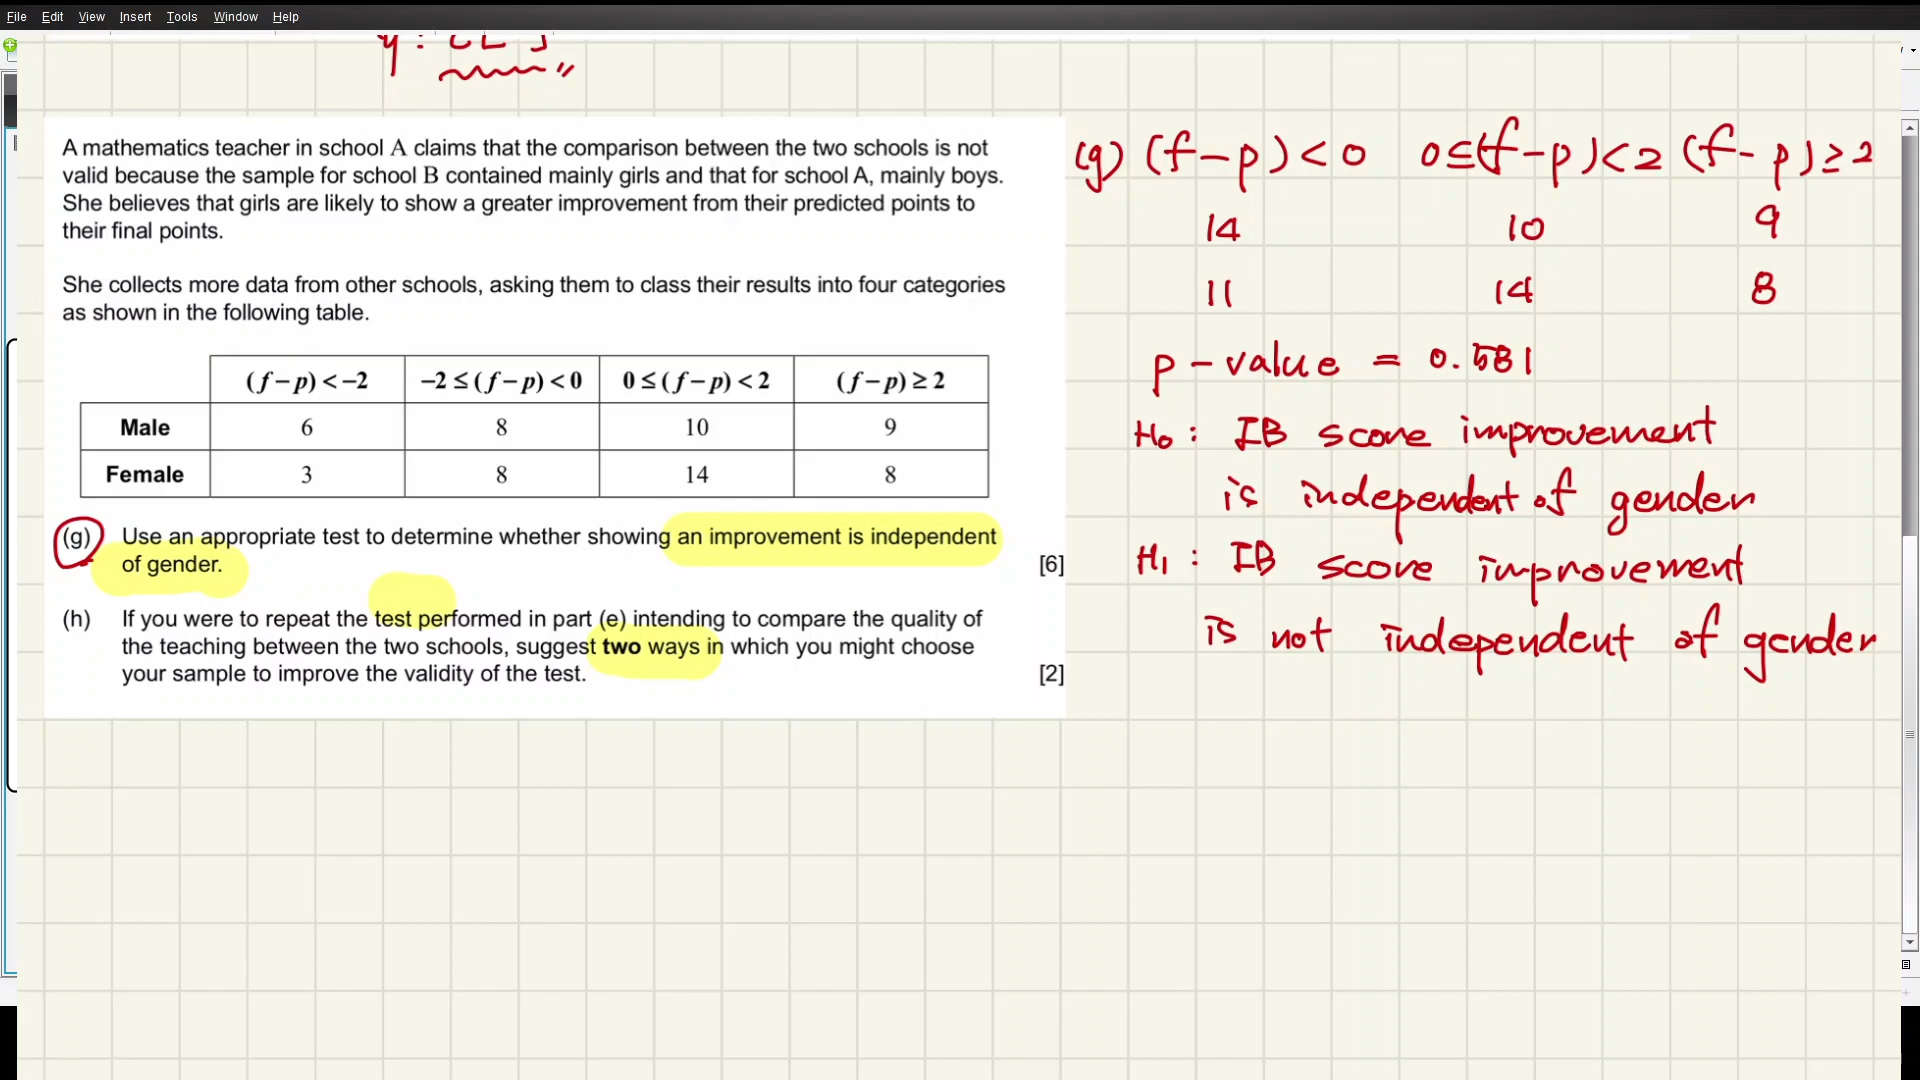 File Edit View Insert Tools Window Help
A mathematics teacher in school A claims that the comparison between the two schools is not
valid because the sample for school B contained mainly girls and that for school A, mainly boys.
She believes that girls are likely to show a greater improvement from their predicted points to
their final points.
She collects more data from other schools, asking them to class their results into four categories
as shown in the following table.
(f−p)<−2 −2≤(f−p)<0 0≤(f−p)<2 (f−p)≥2
Male 6 8 10 9
Female 3 8 14 8
(g) Use an appropriate test to determine whether showing an improvement is independent
of gender. [6]
(h) If you were to repeat the test performed in part (e) intending to compare the quality of
the teaching between the two schools, suggest two ways in which you might choose
your sample to improve the validity of the test. [2]
(g) (f-p)<0 0≤(f-p)<2 (f-p)≥2
14 10 9
11 14 8
p-value = 0.581
H₀ : IB score improvement
is independent of gender
H₁ : IB score improvement
is not independent of gender